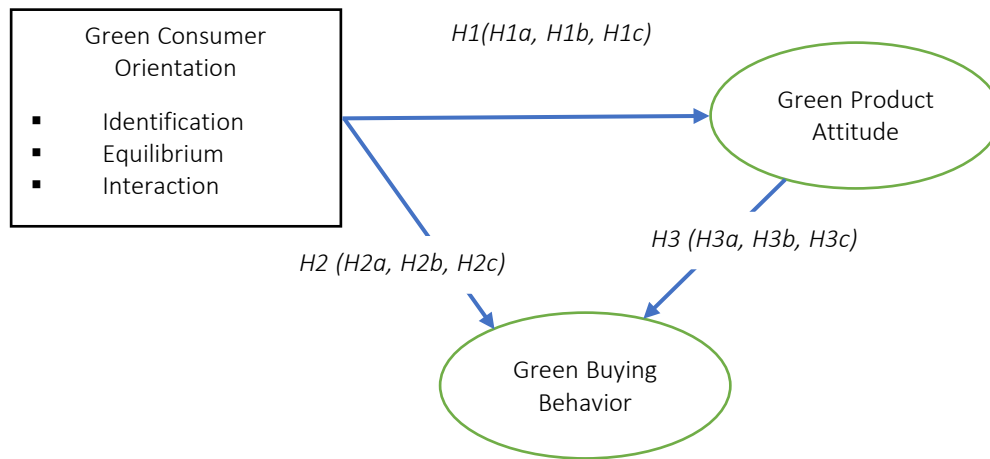 Green Consumer
Orientation
▪ Identification
▪ Equilibrium
▪ Interaction
H1(H1a, H1b, H1c)
Green Product
Attitude
H2 (H2a, H2b, H2c)
H3 (H3a, H3b, H3c)
Green Buying
Behavior